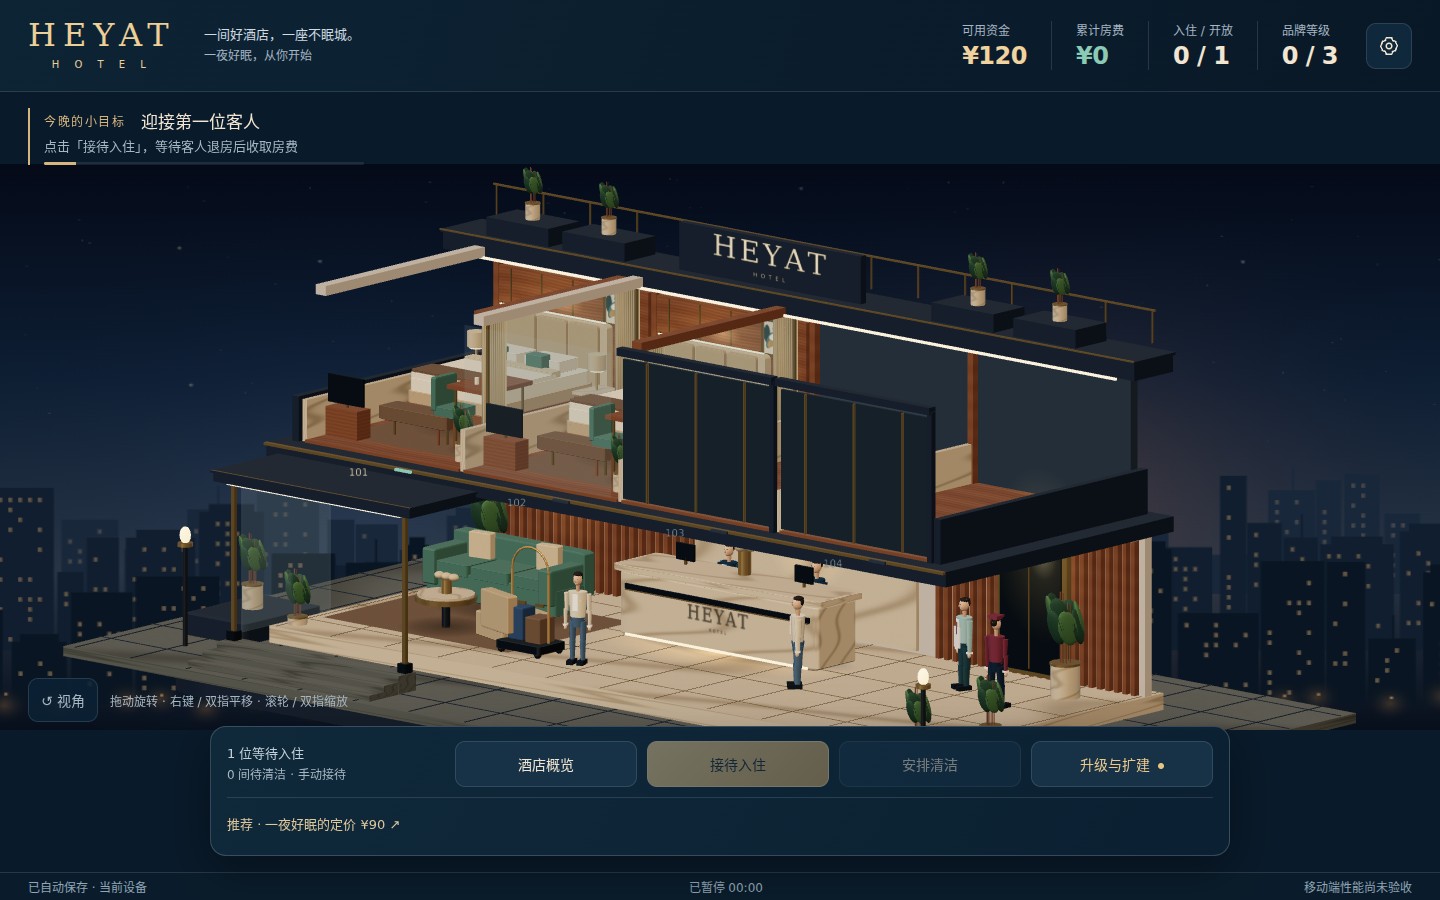 HEYAT
HOTEL
一间好酒店，一座不眠城。
一夜好眠，从你开始
可用资金
¥120
累计房费
¥0
入住 / 开放
0 / 1
品牌等级
0 / 3
今晚的小目标 迎接第一位客人
点击「接待入住」，等待客人退房后收取房费
HEYAT
HOTEL
101
102
103
104
HEYAT
HOTEL
↺ 视角
拖动旋转 · 右键 / 双指平移 · 滚轮 / 双指缩放
1 位等待入住
0 间待清洁 · 手动接待
酒店概览
接待入住
安排清洁
升级与扩建
推荐 · 一夜好眠的定价 ¥90 ↗
已自动保存 · 当前设备
已暂停 00:00
移动端性能尚未验收